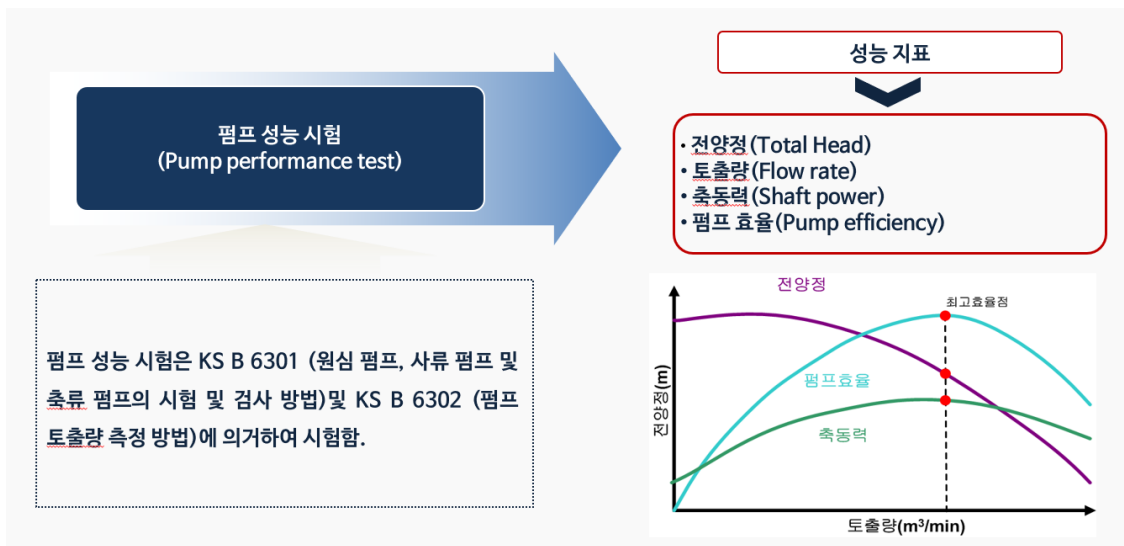 펌프 성능 시험
(Pump performance test)
성능 지표
• 전양정(Total Head)
• 토출량(Flow rate)
• 축동력(Shaft power)
• 펌프 효율(Pump efficiency)
펌프 성능 시험은 KS B 6301 (원심 펌프, 사류 펌프 및
축류 펌프의 시험 및 검사 방법)및 KS B 6302 (펌프
토출량 측정 방법)에 의거하여 시험함.
전양정
최고효율점
펌프효율
축동력
전양정(m)
토출량(m³/min)